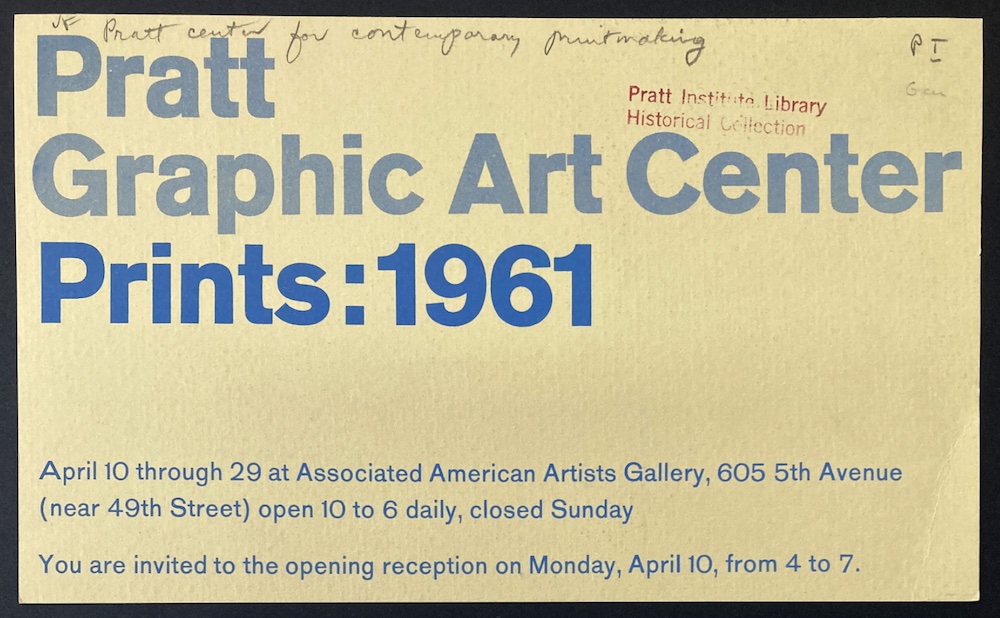 Pratt center for contemporary printmaking
P I
Pratt
Pratt Institute Library
Historical Collection
Graphic Art Center
Prints:1961
April 10 through 29 at Associated American Artists Gallery, 605 5th Avenue
(near 49th Street) open 10 to 6 daily, closed Sunday
You are invited to the opening reception on Monday, April 10, from 4 to 7.